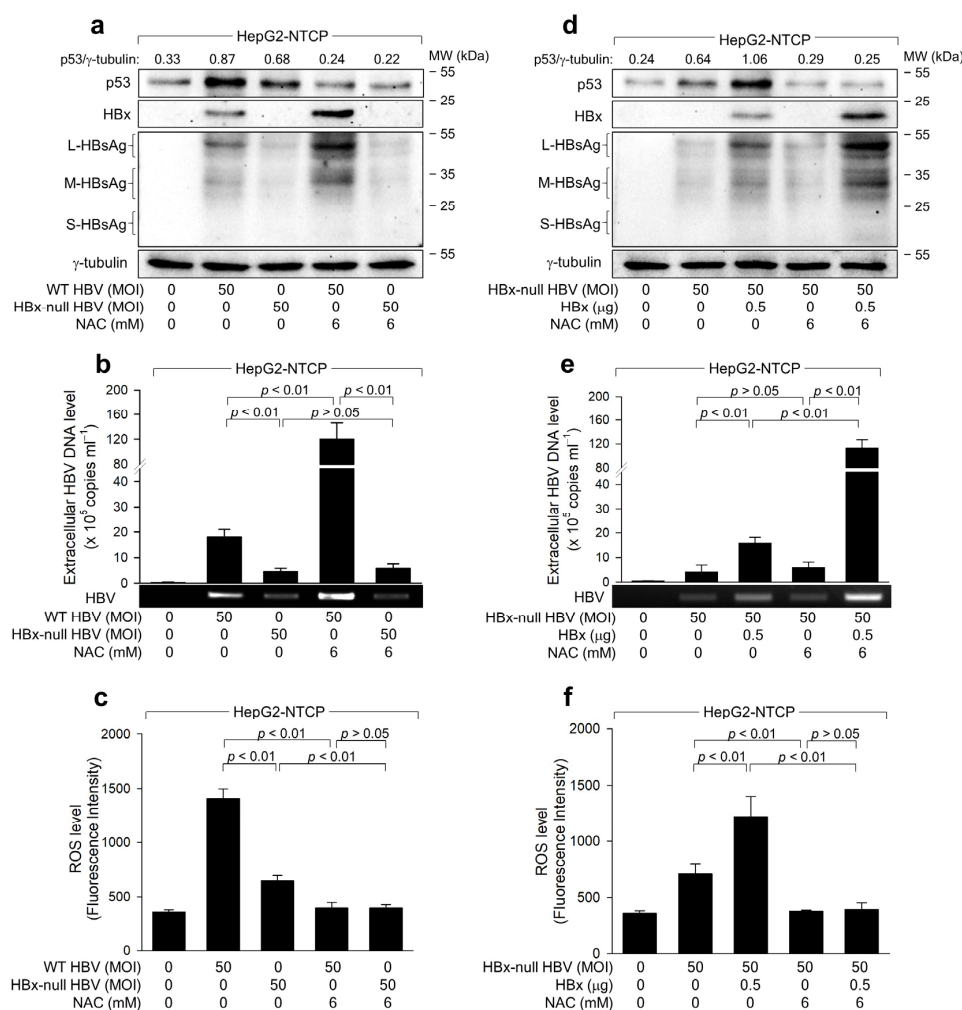 a
HepG2-NTCP
p53/γ-tubulin: 0.33 0.87 0.68 0.24 0.22 MW (kDa)
p53
55
25
HBx
55
L-HBsAg
35
M-HBsAg
25
S-HBsAg
55
γ-tubulin
WT HBV (MOI) 0 50 0 50 0
HBx-null HBV (MOI) 0 0 50 0 50
NAC (mM) 0 0 0 6 6
d
HepG2-NTCP
p53/γ-tubulin: 0.24 0.64 1.06 0.29 0.25 MW (kDa)
p53
55
25
HBx
55
L-HBsAg
35
M-HBsAg
25
S-HBsAg
55
γ-tubulin
HBx-null HBV (MOI) 0 50 50 50 50
HBx (μg) 0 0 0.5 0 0.5
NAC (mM) 0 0 0 6 6
b
HepG2-NTCP
p < 0.01 p < 0.01
p < 0.01 p > 0.05
Extracellular HBV DNA level
(x 10⁵ copies ml⁻¹)
200
160
120
80
40
30
20
10
0
HBV
WT HBV (MOI) 0 50 0 50 0
HBx-null HBV (MOI) 0 0 50 0 50
NAC (mM) 0 0 0 6 6
e
HepG2-NTCP
p > 0.05 p < 0.01
p < 0.01 p < 0.01
Extracellular HBV DNA level
(x 10⁵ copies ml⁻¹)
200
160
120
80
40
30
20
10
0
HBV
HBx-null HBV (MOI) 0 50 50 50 50
HBx (μg) 0 0 0.5 0 0.5
NAC (mM) 0 0 0 6 6
c
HepG2-NTCP
p < 0.01 p > 0.05
p < 0.01 p < 0.01
ROS level
(Fluorescence Intensity)
2000
1500
1000
500
0
WT HBV (MOI) 0 50 0 50 0
HBx-null HBV (MOI) 0 0 50 0 50
NAC (mM) 0 0 0 6 6
f
HepG2-NTCP
p < 0.01 p > 0.05
p < 0.01 p < 0.01
ROS level
(Fluorescence Intensity)
2000
1500
1000
500
0
HBx-null HBV (MOI) 0 50 50 50 50
HBx (μg) 0 0 0.5 0 0.5
NAC (mM) 0 0 0 6 6